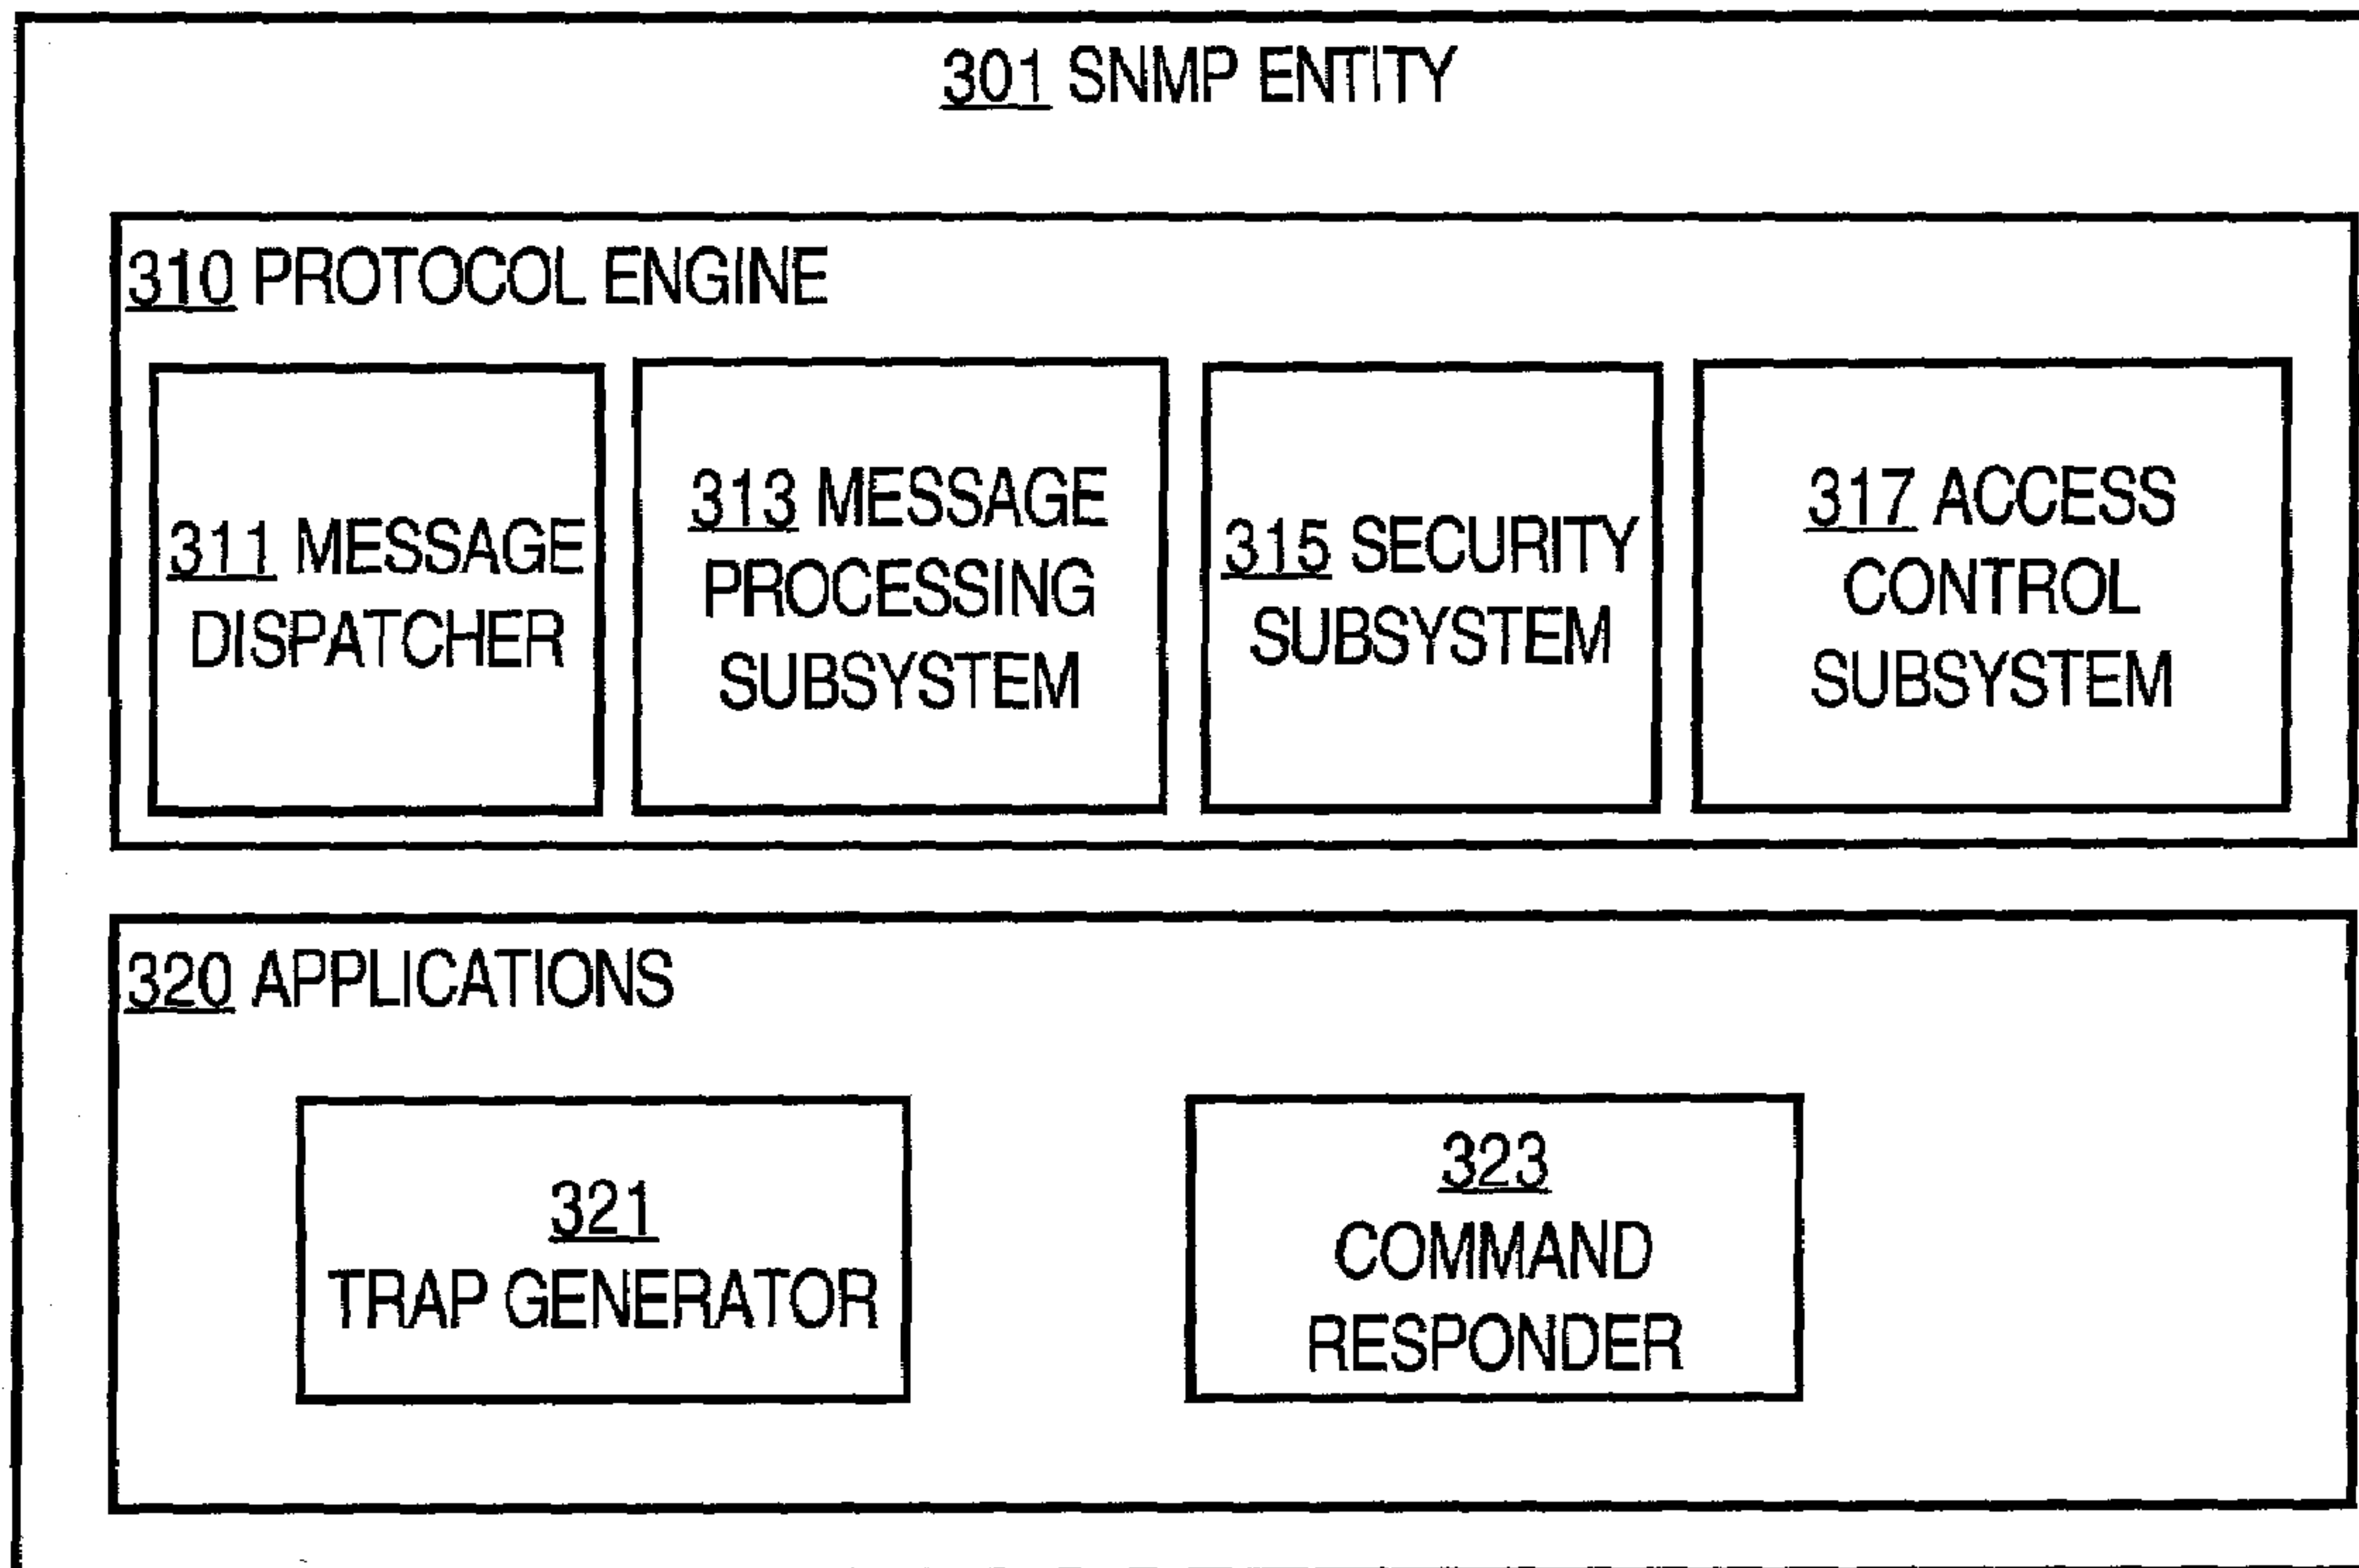 301 SNMP ENTITY
310 PROTOCOL ENGINE
311 MESSAGE
DISPATCHER
313 MESSAGE
PROCESSING
SUBSYSTEM
315 SECURITY
SUBSYSTEM
317 ACCESS
CONTROL
SUBSYSTEM
320 APPLICATIONS
321
TRAP GENERATOR
323
COMMAND
RESPONDER